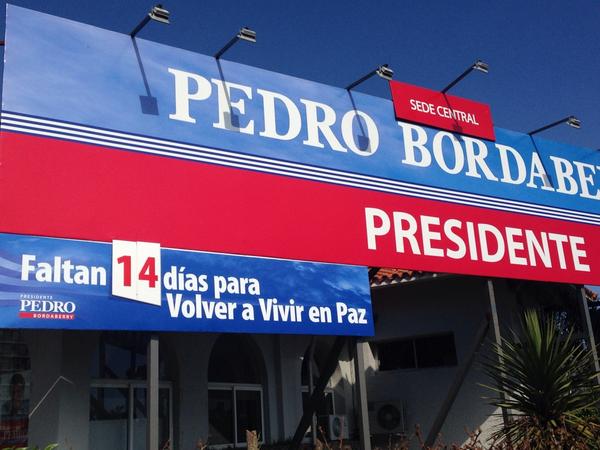 SEDE CENTRAL
PEDRO BORDABE
PRESIDENTE
Faltan 14 días para
Volver a Vivir en Paz
PRESIDENTE
PEDRO
BORDABERRY